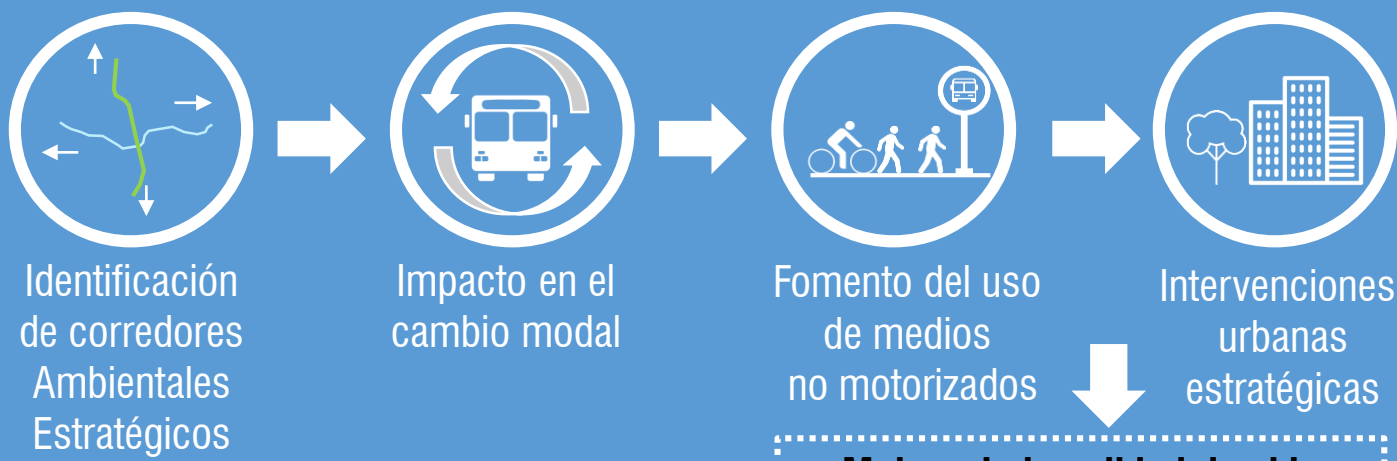 Identificación
de corredores
Ambientales
Estratégicos
Impacto en el
cambio modal
Fomento del uso
de medios
no motorizados
Intervenciones
urbanas
estratégicas